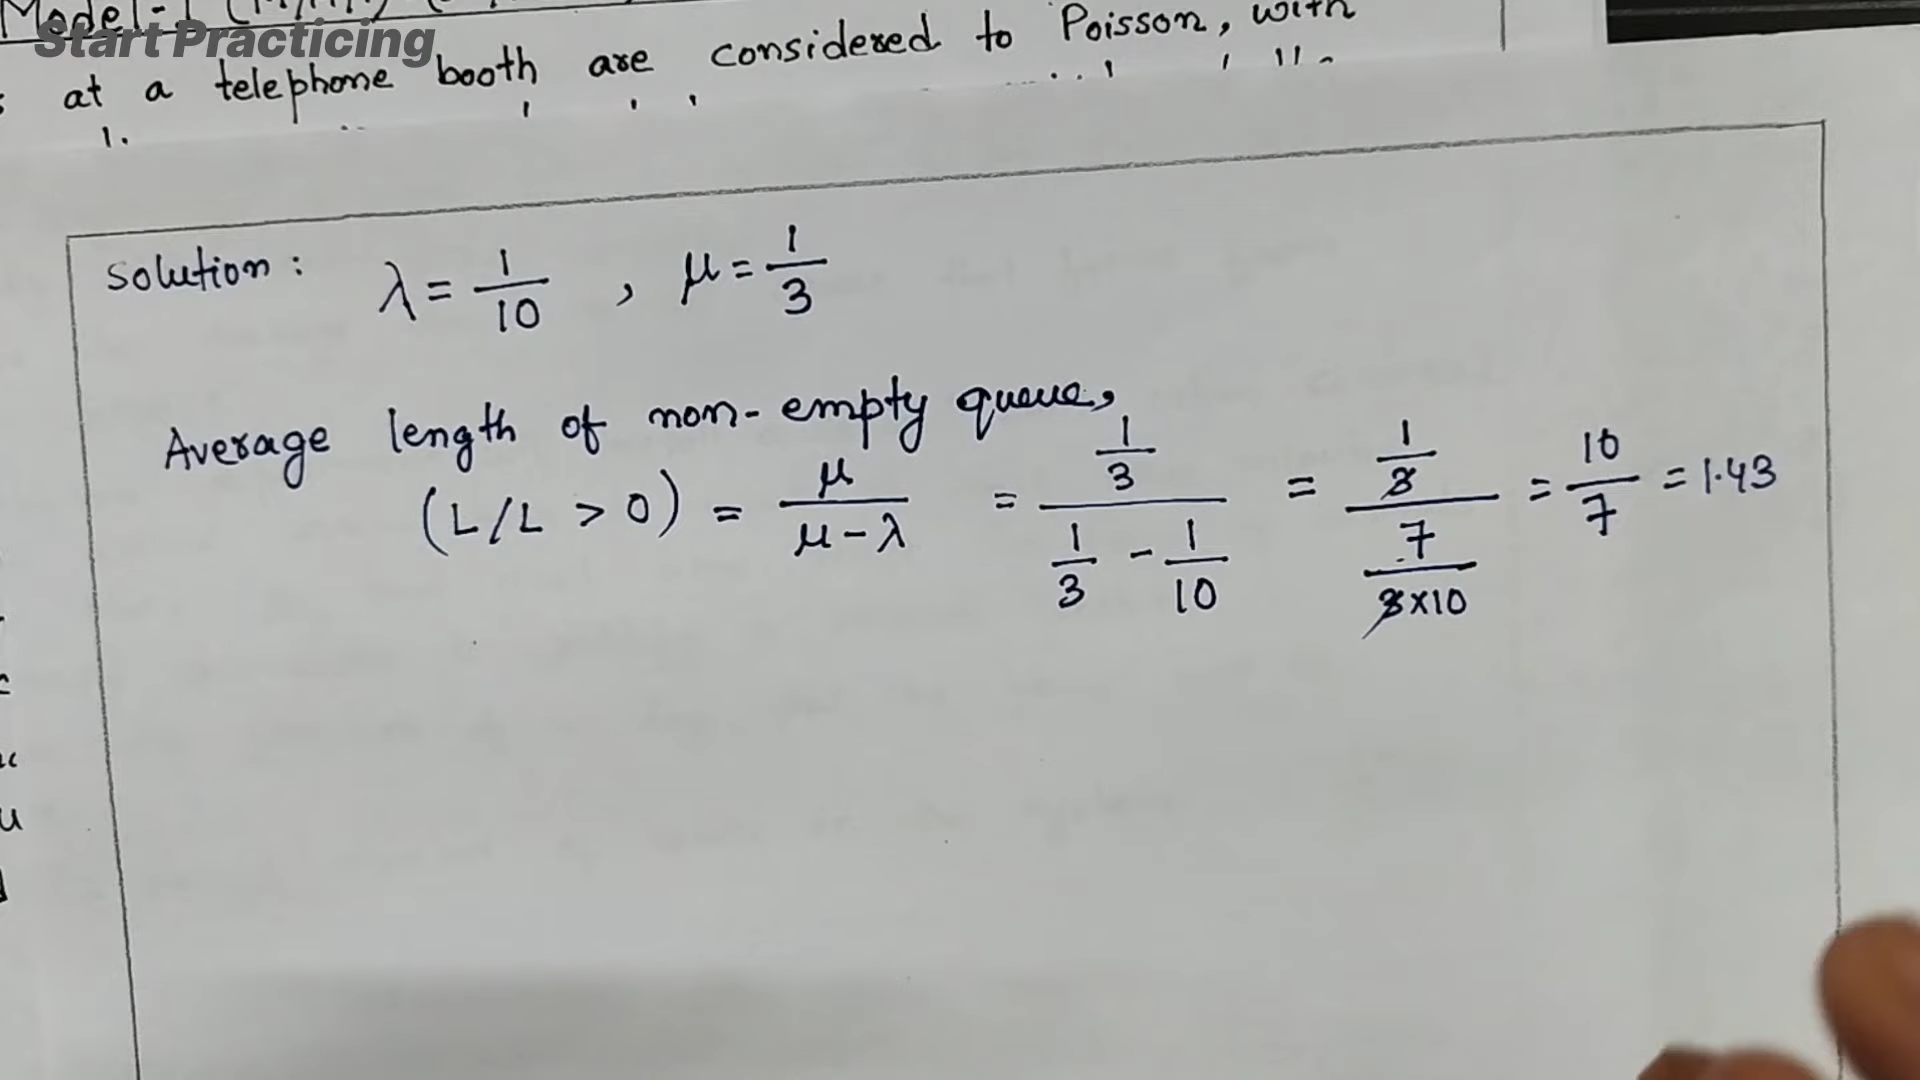 Model-I
Start Practicing
at a telephone booth are considered to Poisson, with
Solution: λ = 1/10 , μ = 1/3
Average length of non-empty queue,
(L/L > 0) = μ/(μ-λ) = (1/3)/(1/3 - 1/10) = (1/3)/(7/(3×10)) = 10/7 = 1.43